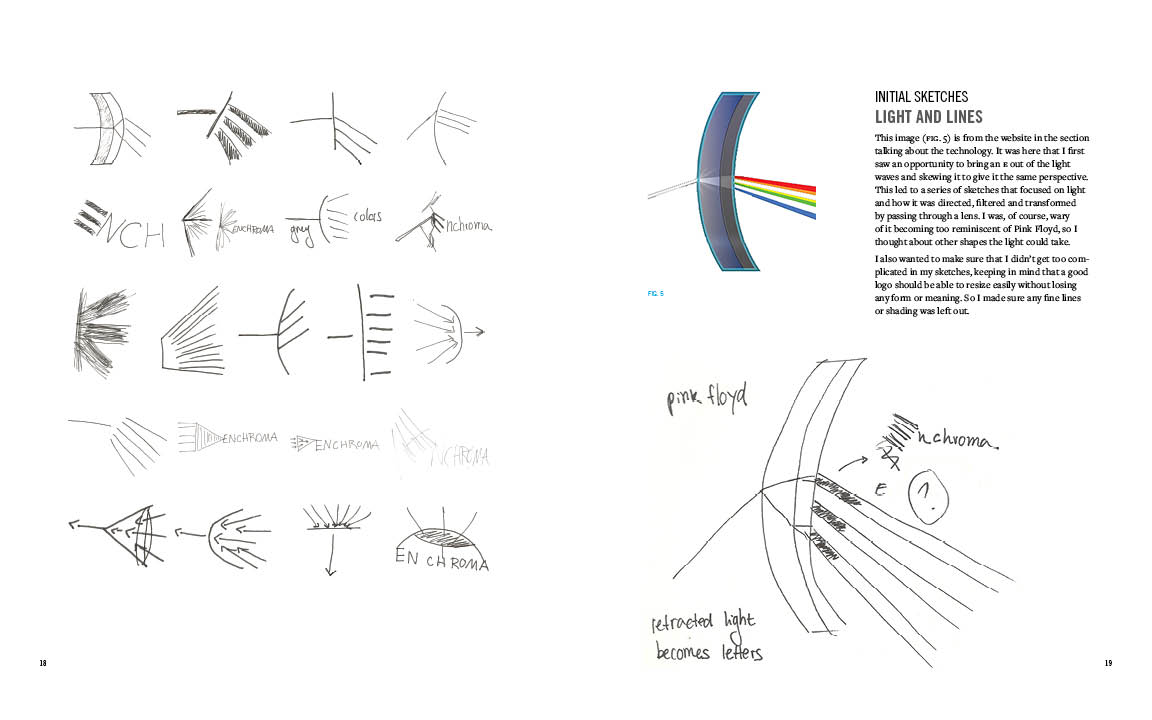 NCH
ENCHROMA
grey
colors
nchroma
ENCHROMA
ENCHROMA
NCHROMA
ENCHROMA
18
FIG. 5
INITIAL SKETCHES
LIGHT AND LINES
This image (FIG. 5) is from the website in the section
talking about the technology. It was here that I first
saw an opportunity to bring an E out of the light
waves and skewing it to give it the same perspective.
This led to a series of sketches that focused on light
and how it was directed, filtered and transformed
by passing through a lens. I was, of course, wary
of it becoming too reminiscent of Pink Floyd, so I
thought about other shapes the light could take.
I also wanted to make sure that I didn't get too com-
plicated in my sketches, keeping in mind that a good
logo should be able to resize easily without losing
any form or meaning. So I made sure any fine lines
or shading was left out.
pink floyd
nchroma
E
refracted light
becomes letters
19